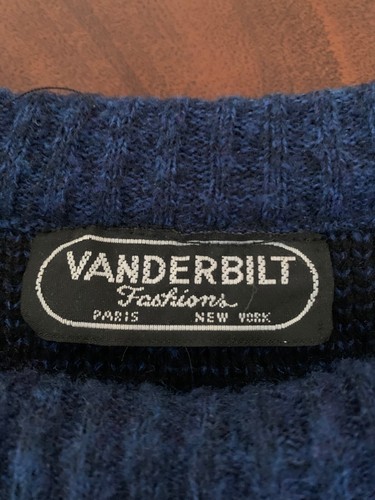 VANDERBILT
Fashions
PARIS NEW YORK